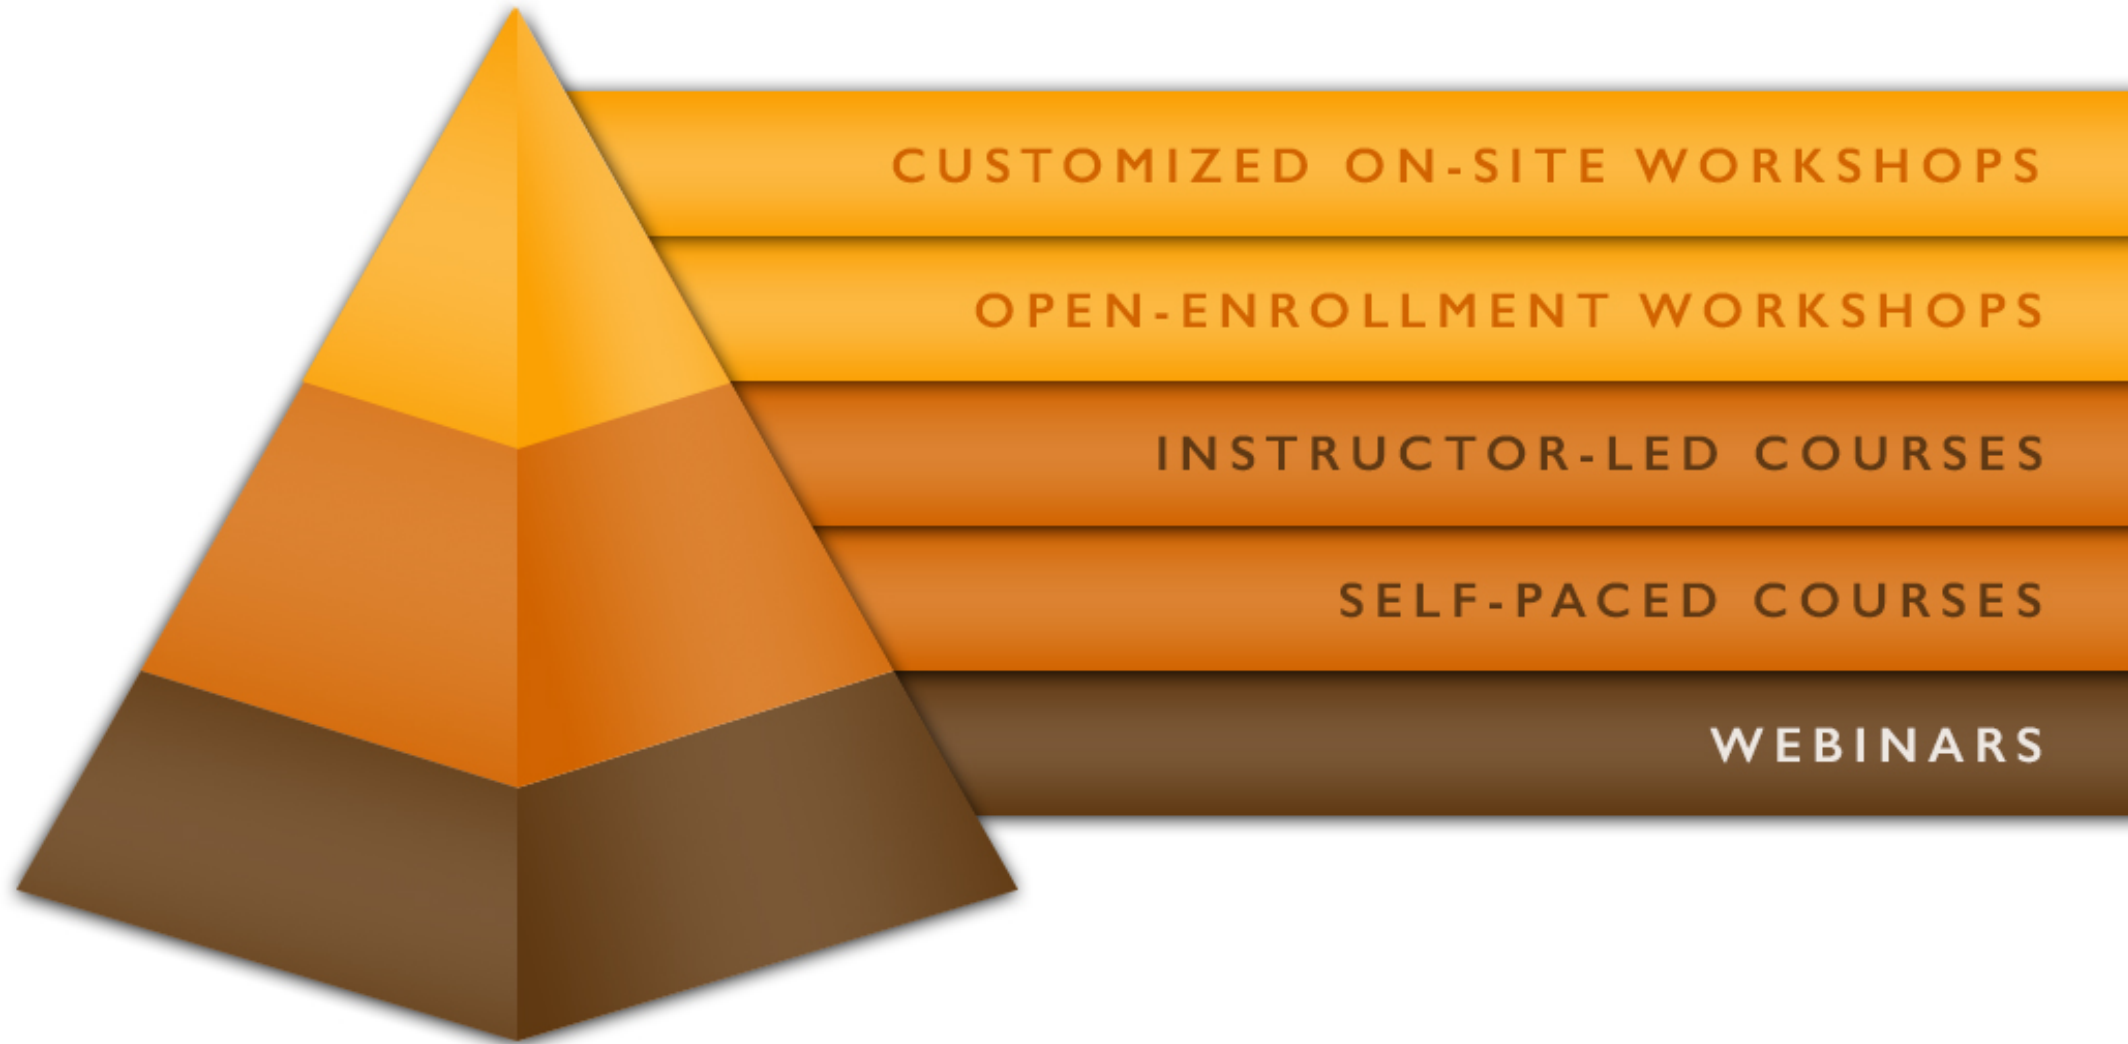 CUSTOMIZED ON-SITE WORKSHOPS
OPEN-ENROLLMENT WORKSHOPS
INSTRUCTOR-LED COURSES
SELF-PACED COURSES
WEBINARS